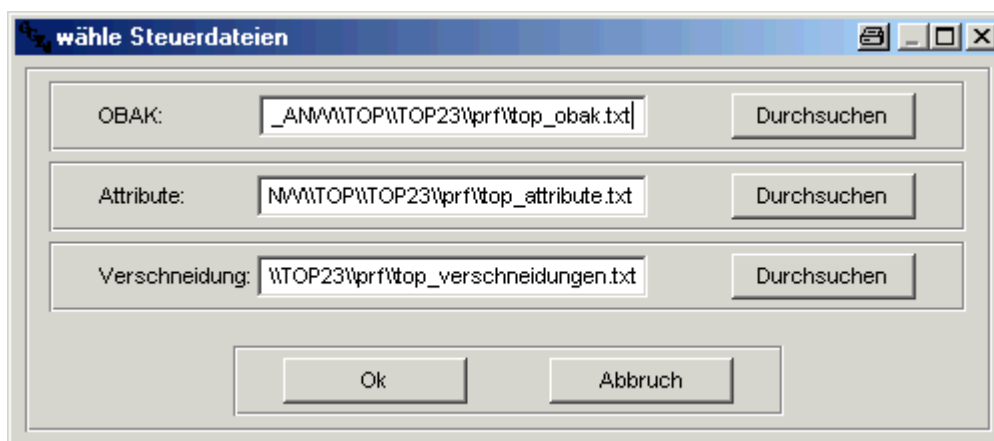 wähle Steuerdateien
OBAK: _ANW\\TOP\\TOP23\\prf\\top_obak.txt Durchsuchen
Attribute: NW\\TOP\\TOP23\\prf\\top_attribute.txt Durchsuchen
Verschneidung: \\TOP23\\prf\\top_verschneidungen.txt Durchsuchen
Ok Abbruch